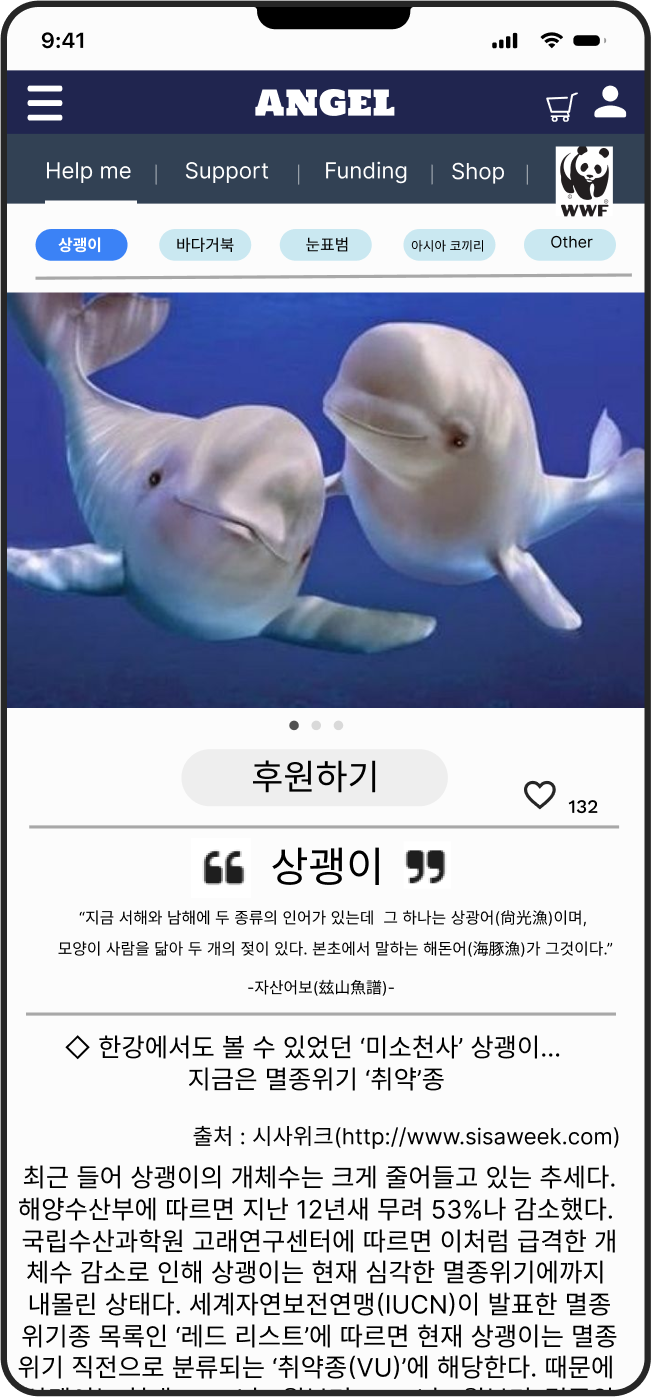 9:41
ANGEL
Help me | Support | Funding | Shop |
WWF
상괭이 바다거북 눈표범 아시아 코끼리 Other
후원하기
132
❝ 상괭이 ❞
“지금 서해와 남해에 두 종류의 인어가 있는데 그 하나는 상광어(尙光漁)이며,
모양이 사람을 닮아 두 개의 젖이 있다. 본초에서 말하는 해돈어(海豚漁)가 그것이다.”
-자산어보(玆山魚譜)-
◇ 한강에서도 볼 수 있었던 ‘미소천사’ 상괭이...
지금은 멸종위기 ‘취약’종
출처 : 시사위크(http://www.sisaweek.com)
최근 들어 상괭이의 개체수는 크게 줄어들고 있는 추세다.
해양수산부에 따르면 지난 12년새 무려 53%나 감소했다.
국립수산과학원 고래연구센터에 따르면 이처럼 급격한 개
체수 감소로 인해 상괭이는 현재 심각한 멸종위기에까지
내몰린 상태다. 세계자연보전연맹(IUCN)이 발표한 멸종
위기종 목록인 ‘레드 리스트’에 따르면 현재 상괭이는 멸종
위기 직전으로 분류되는 ‘취약종(VU)’에 해당한다. 때문에